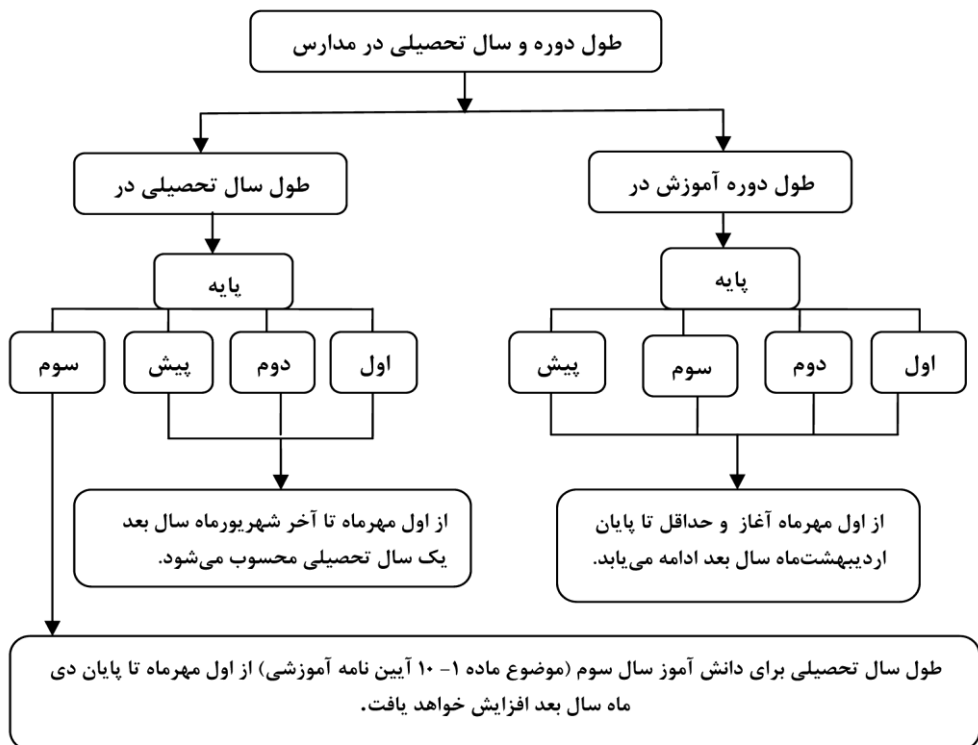 طول دوره و سال تحصیلی در مدارس
طول دوره آموزش در
طول سال تحصیلی در
پایه
پایه
اول
دوم
سوم
پیش
اول
دوم
پیش
سوم
از اول مهرماه آغاز و حداقل تا پایان
اردیبهشت‌ماه سال بعد ادامه می‌یابد.
از اول مهرماه تا آخر شهریورماه سال بعد
یک سال تحصیلی محسوب می‌شود.
طول سال تحصیلی برای دانش آموز سال سوم (موضوع ماده ۱- ۱۰ آیین نامه آموزشی) از اول مهرماه تا پایان دی
ماه سال بعد افزایش خواهد یافت.